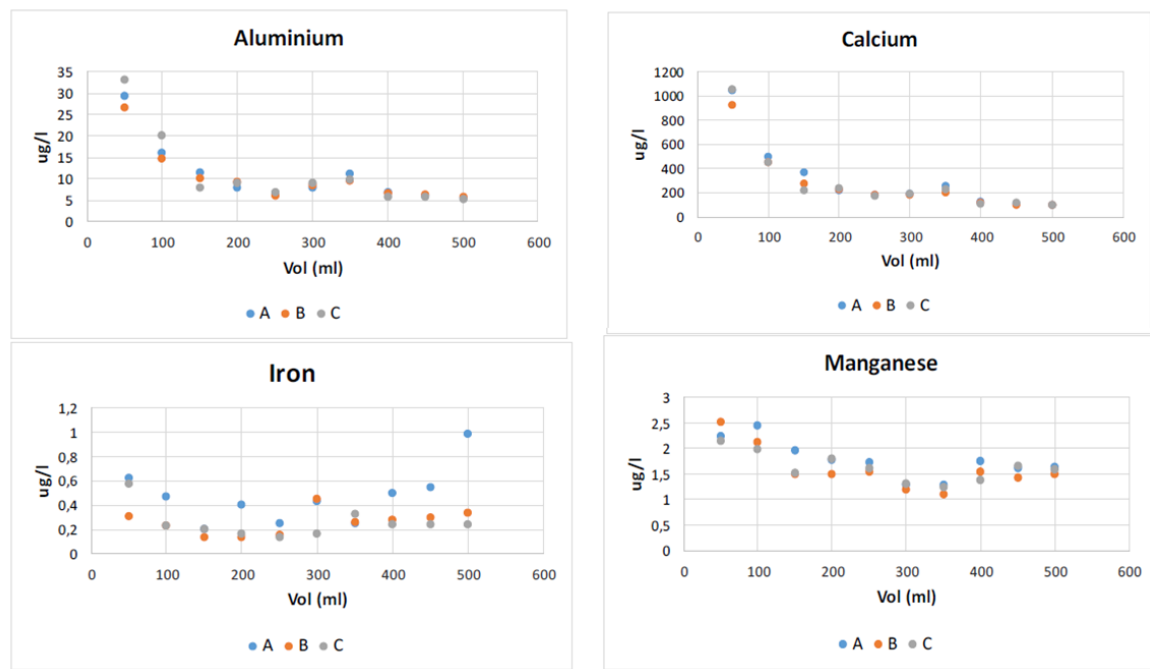 Aluminium
35
30
25
20
15
10
5
0
ug/l
0 100 200 300 400 500 600
Vol (ml)
A B C
Calcium
1200
1000
800
600
400
200
0
ug/l
0 100 200 300 400 500 600
Vol (ml)
A B C
Iron
1,2
1
0,8
0,6
0,4
0,2
0
ug/l
0 100 200 300 400 500 600
Vol (ml)
A B C
Manganese
3
2,5
2
1,5
1
0,5
0
ug/l
0 100 200 300 400 500 600
Vol (ml)
A B C